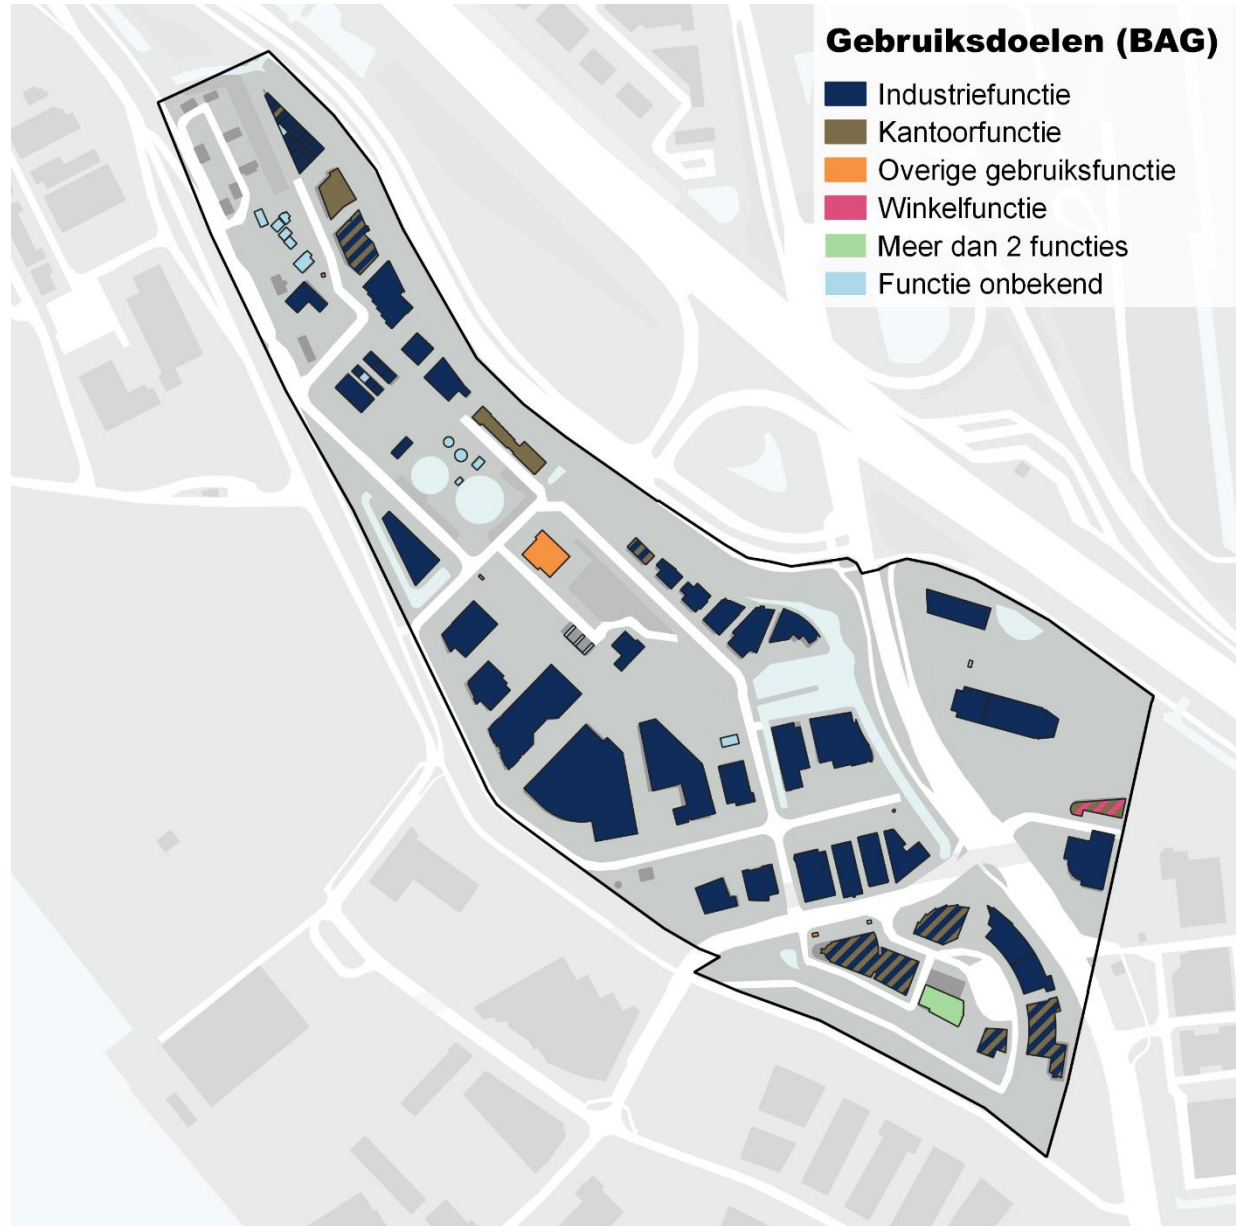 Gebruiksdoelen (BAG)
Industriefunctie
Kantoorfunctie
Overige gebruiksfunctie
Winkelfunctie
Meer dan 2 functies
Functie onbekend